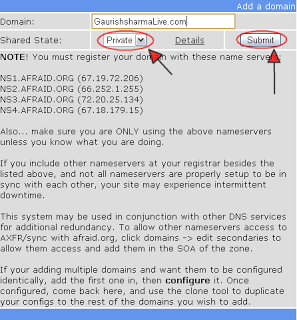 Add a domain
Domain: GaurishsharmaLive.com
Shared State: Private Details Submit
NOTE! You must register your domain with these name servers
NS1.AFRAID.ORG (67.19.72.206)
NS2.AFRAID.ORG (66.252.1.255)
NS3.AFRAID.ORG (72.20.25.134)
NS4.AFRAID.ORG (67.18.179.15)
Also... make sure you are ONLY using the above nameservers
unless you know what you are doing.
If you include other nameservers at your registrar besides the
listed above, and not all nameservers are properly setup to be in
sync with each other, your site may experience intermittent
downtime.
This system may be used in conjunction with other DNS services
for additional redundancy. To allow other nameservers access to
AXFR/sync with afraid.org, click domains -> edit secondaries to
allow them access and add them in the SOA of the zone.
If your adding multiple domains and want them to be configured
identically, add the first one in, then configure it. Once
configured, come back here, and use the clone tool to duplicate
your configs to the rest of the domains you wish to add.